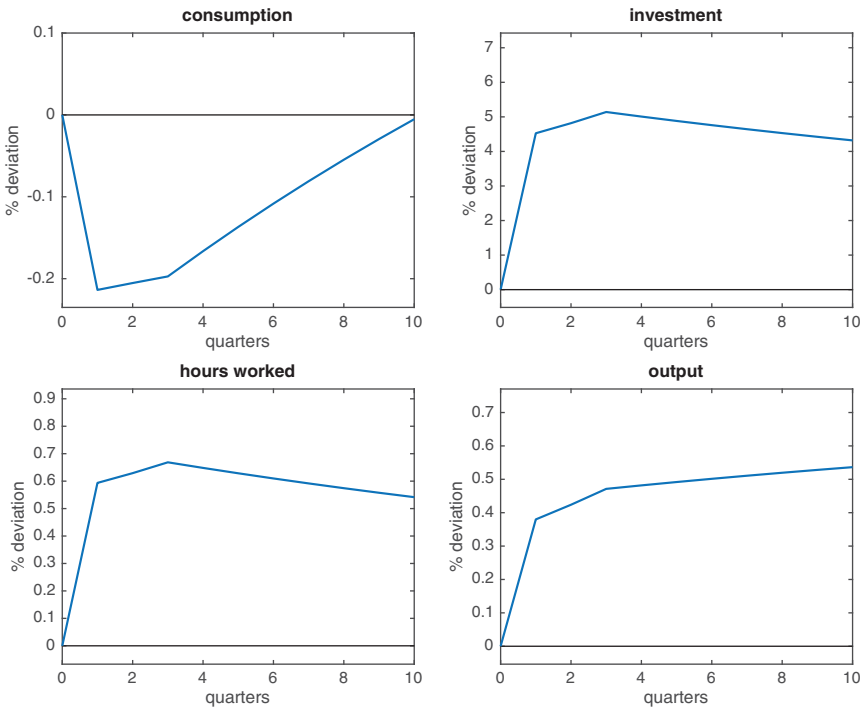 consumption
% deviation
0.1
0
-0.1
-0.2
0 2 4 6 8 10
quarters
investment
% deviation
7
6
5
4
3
2
1
0
0 2 4 6 8 10
quarters
hours worked
% deviation
0.9
0.8
0.7
0.6
0.5
0.4
0.3
0.2
0.1
0
0 2 4 6 8 10
quarters
output
% deviation
0.7
0.6
0.5
0.4
0.3
0.2
0.1
0
0 2 4 6 8 10
quarters